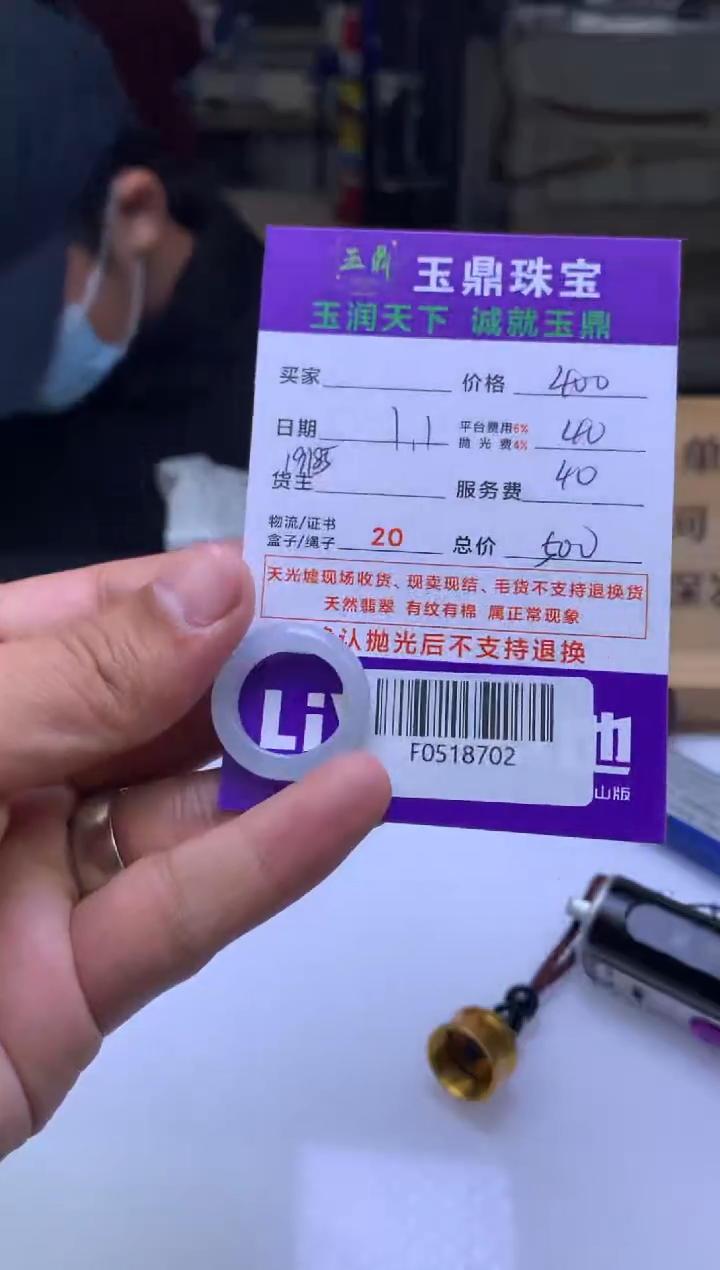 玉鼎 玉鼎珠宝
玉润天下 诚就玉鼎
买家 价格 400
日期 1.1 平台费用6% 抛光费4% 40
货主 19185 服务费 40
物流/证书 盒子/绳子 20 总价 500
天光墟现场收货、现卖现结、毛货不支持退换货
天然翡翠 有纹有棉 属正常现象
认抛光后不支持退换
Li
F0518702
山版